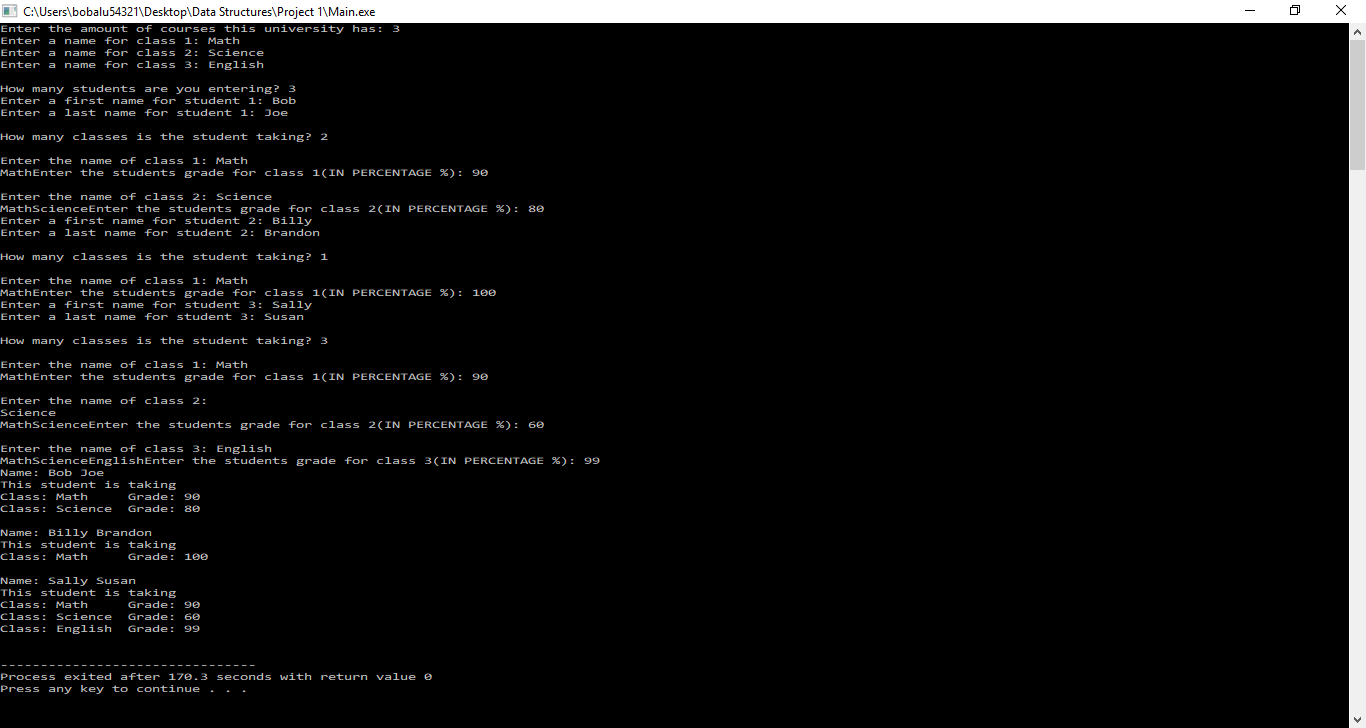 C:\Users\bobalu54321\Desktop\Data Structures\Project 1\Main.exe
Enter the amount of courses this university has: 3
Enter a name for class 1: Math
Enter a name for class 2: Science
Enter a name for class 3: English
How many students are you entering? 3
Enter a first name for student 1: Bob
Enter a last name for student 1: Joe
How many classes is the student taking? 2
Enter the name of class 1: Math
MathEnter the students grade for class 1(IN PERCENTAGE %): 90
Enter the name of class 2: Science
MathScienceEnter the students grade for class 2(IN PERCENTAGE %): 80
Enter a first name for student 2: Billy
Enter a last name for student 2: Brandon
How many classes is the student taking? 1
Enter the name of class 1: Math
MathEnter the students grade for class 1(IN PERCENTAGE %): 100
Enter a first name for student 3: Sally
Enter a last name for student 3: Susan
How many classes is the student taking? 3
Enter the name of class 1: Math
MathEnter the students grade for class 1(IN PERCENTAGE %): 90
Enter the name of class 2:
Science
MathScienceEnter the students grade for class 2(IN PERCENTAGE %): 60
Enter the name of class 3: English
MathScienceEnglishEnter the students grade for class 3(IN PERCENTAGE %): 99
Name: Bob Joe
This student is taking
Class: Math     Grade: 90
Class: Science  Grade: 80
Name: Billy Brandon
This student is taking
Class: Math     Grade: 100
Name: Sally Susan
This student is taking
Class: Math     Grade: 90
Class: Science  Grade: 60
Class: English  Grade: 99
--------------------------------
Process exited after 170.3 seconds with return value 0
Press any key to continue . . .